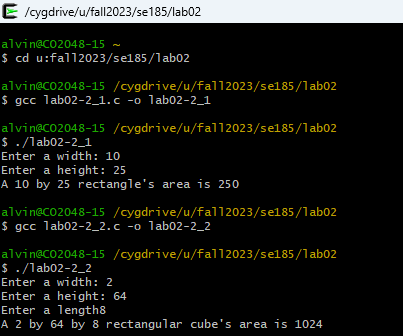 /cygdrive/u/fall2023/se185/lab02
alvin@CO2048-15 ~
$ cd u:fall2023/se185/lab02
alvin@CO2048-15 /cygdrive/u/fall2023/se185/lab02
$ gcc lab02-2_1.c -o lab02-2_1
alvin@CO2048-15 /cygdrive/u/fall2023/se185/lab02
$ ./lab02-2_1
Enter a width: 10
Enter a height: 25
A 10 by 25 rectangle's area is 250
alvin@CO2048-15 /cygdrive/u/fall2023/se185/lab02
$ gcc lab02-2_2.c -o lab02-2_2
alvin@CO2048-15 /cygdrive/u/fall2023/se185/lab02
$ ./lab02-2_2
Enter a width: 2
Enter a height: 64
Enter a length8
A 2 by 64 by 8 rectangular cube's area is 1024